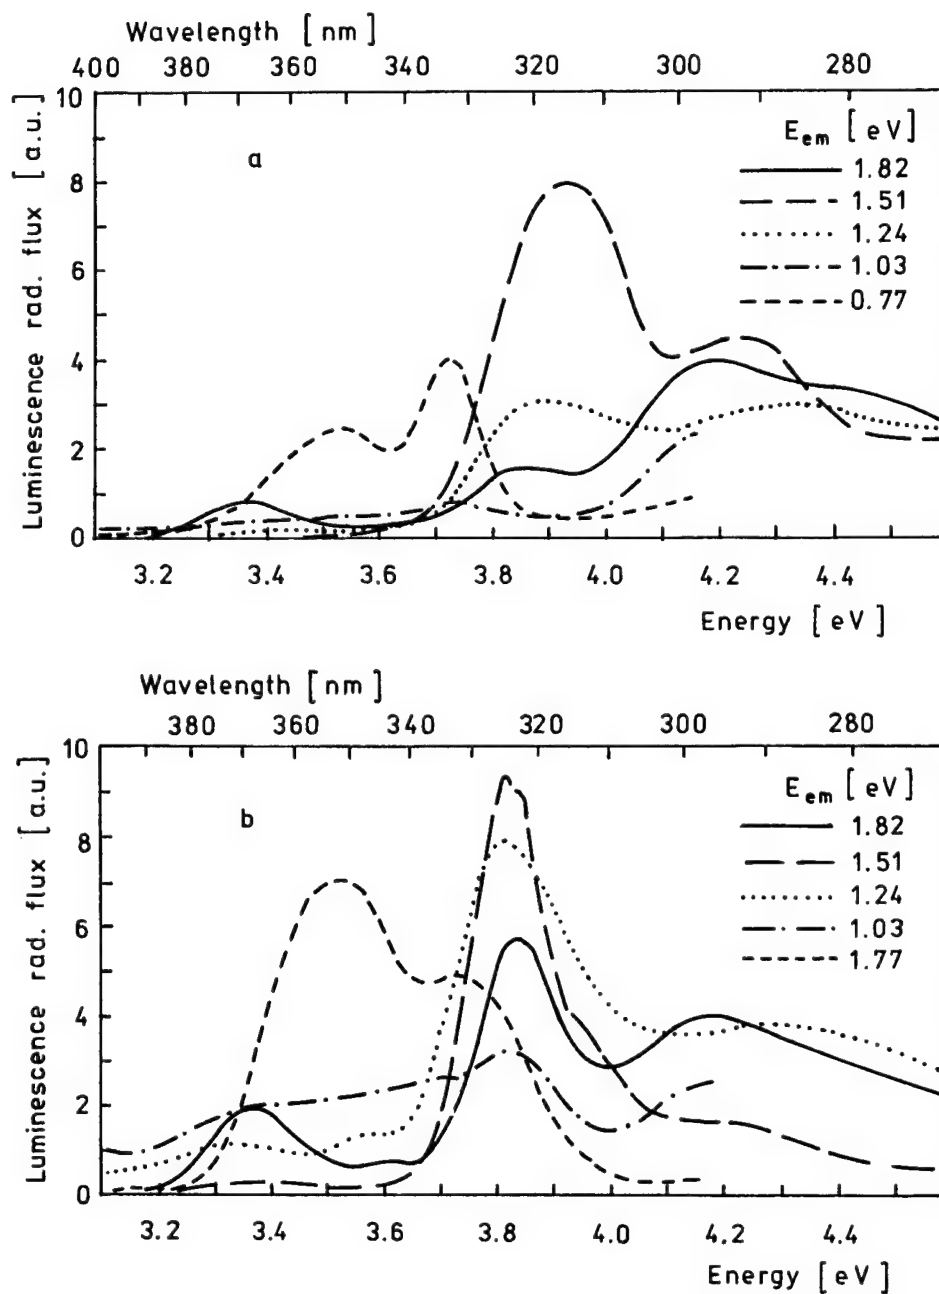 Wavelength [nm]
400 380 360 340 320 300 280
10
8
6
4
2
0
Luminescence rad. flux [a.u.]
a
E_em [eV]
1.82
1.51
1.24
1.03
0.77
3.2 3.4 3.6 3.8 4.0 4.2 4.4
Energy [eV]
Wavelength [nm]
380 360 340 320 300 280
10
8
6
4
2
0
Luminescence rad. flux [a.u.]
b
E_em [eV]
1.82
1.51
1.24
1.03
1.77
3.2 3.4 3.6 3.8 4.0 4.2 4.4
Energy [eV]